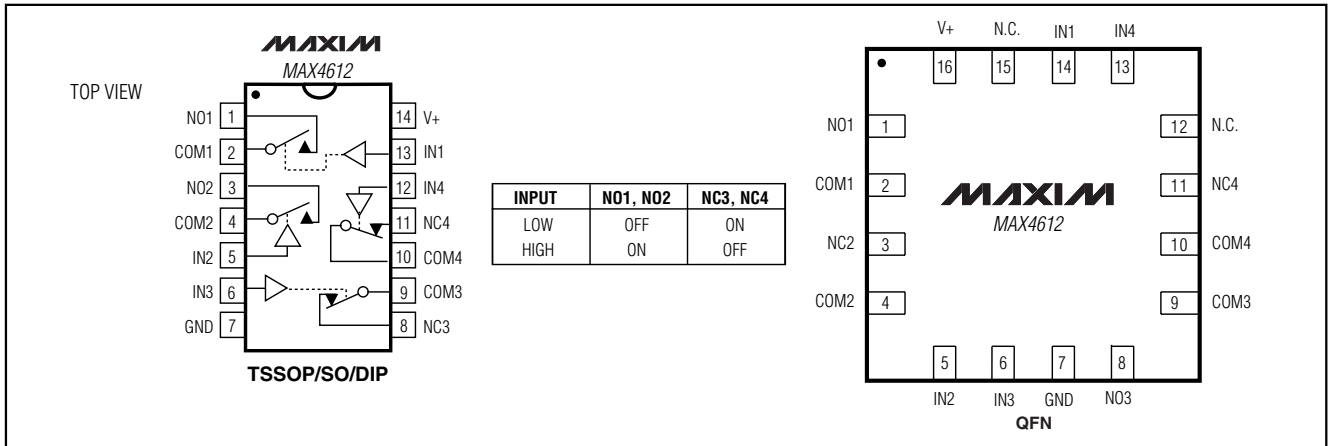 MAXIM
MAX4612
TOP VIEW
NO1 1
COM1 2
NO2 3
COM2 4
IN2 5
IN3 6
GND 7
14 V+
13 IN1
12 IN4
11 NC4
10 COM4
9 COM3
8 NC3
TSSOP/SO/DIP
INPUT NO1, NO2 NC3, NC4
LOW OFF ON
HIGH ON OFF
V+ N.C. IN1 IN4
16 15 14 13
NO1 1
COM1 2
NC2 3
COM2 4
12 N.C.
11 NC4
10 COM4
9 COM3
MAXIM
MAX4612
5 6 7 8
IN2 IN3 GND NO3
QFN